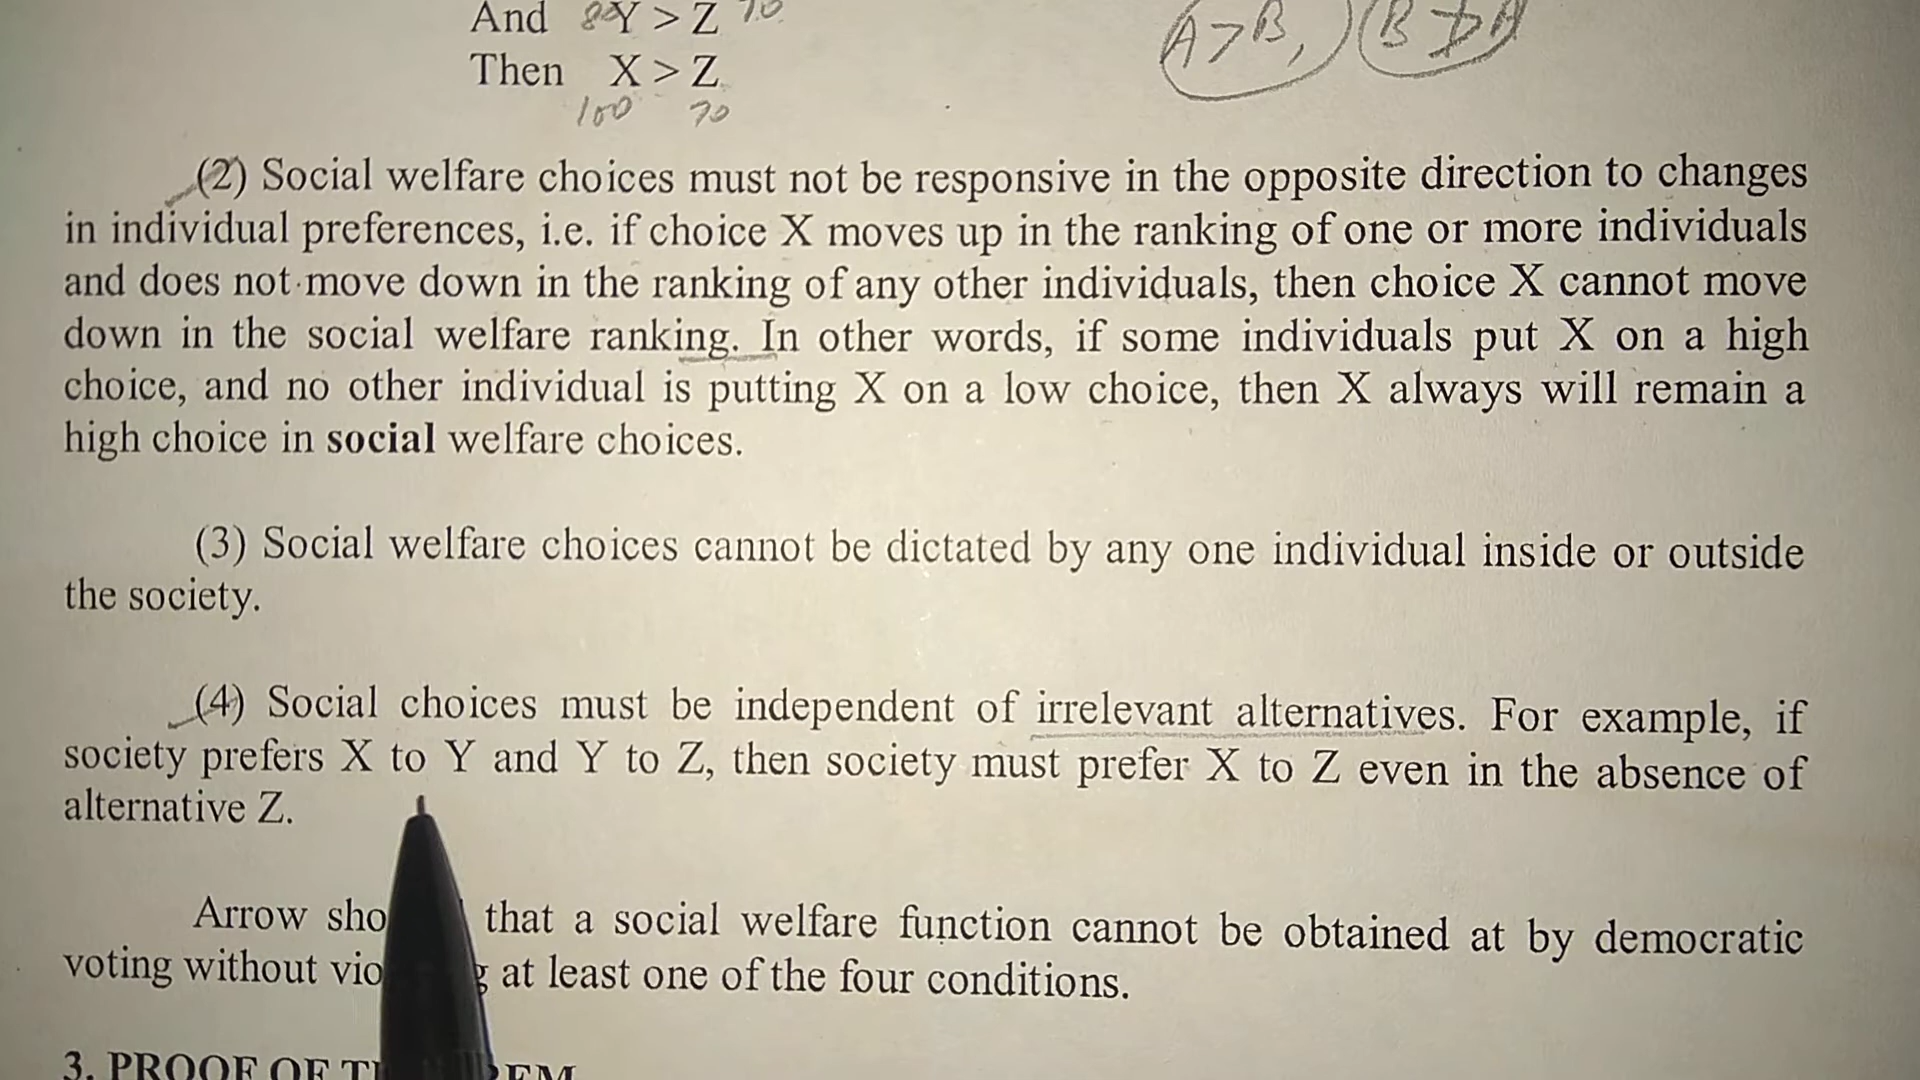 And 80 Y > Z 70
Then X > Z
100 70
A > B, B ≯ A
(2) Social welfare choices must not be responsive in the opposite direction to changes
in individual preferences, i.e. if choice X moves up in the ranking of one or more individuals
and does not move down in the ranking of any other individuals, then choice X cannot move
down in the social welfare ranking. In other words, if some individuals put X on a high
choice, and no other individual is putting X on a low choice, then X always will remain a
high choice in social welfare choices.
(3) Social welfare choices cannot be dictated by any one individual inside or outside
the society.
(4) Social choices must be independent of irrelevant alternatives. For example, if
society prefers X to Y and Y to Z, then society must prefer X to Z even in the absence of
alternative Z.
Arrow that a social welfare function cannot be obtained at by democratic
voting without at least one of the four conditions.
3. PROOF OF